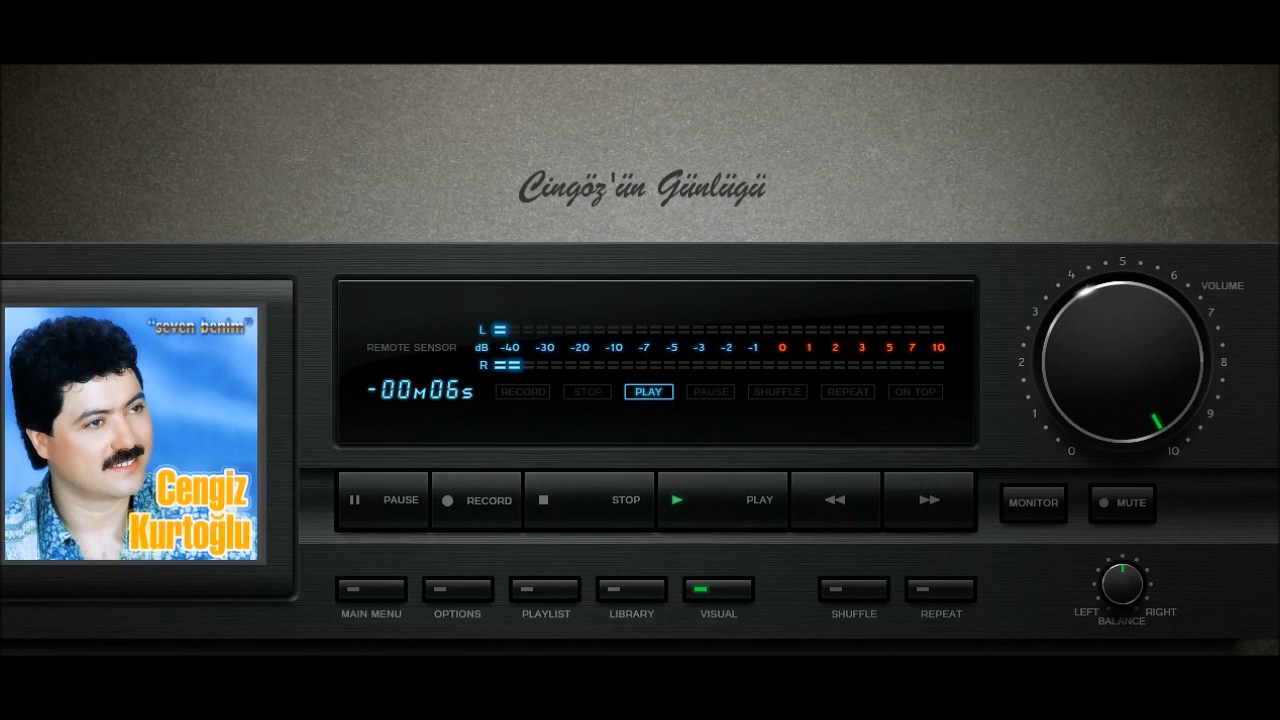 Cingöz'ün Günlügü
"seven benim"
Cengiz
Kurtoğlu
L
REMOTE SENSOR dB -40 -30 -20 -10 -7 -5 -3 -2 -1 0 1 2 3 5 7 10
R
-00M06s RECORD STOP PLAY PAUSE SHUFFLE REPEAT ON TOP
0 1 2 3 4 5 6 7 8 9 10
VOLUME
PAUSE RECORD STOP PLAY
MONITOR MUTE
MAIN MENU OPTIONS PLAYLIST LIBRARY VISUAL SHUFFLE REPEAT
LEFT RIGHT
BALANCE